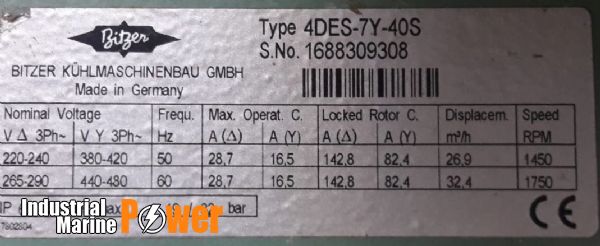 Bitzer
Type 4DES-7Y-40S
S.No. 1688309308
BITZER KÜHLMASCHINENBAU GMBH
Made in Germany
Nominal Voltage Frequ. Max. Operat. C. Locked Rotor C. Displacem. Speed
V Δ 3Ph~ V Y 3Ph~ Hz A (Δ) A (Y) A (Δ) A (Y) m³/h RPM
220-240 380-420 50 28,7 16,5 142,8 82,4 26,9 1450
265-290 440-480 60 28,7 16,5 142,8 82,4 32,4 1750
IP bar
Industrial
Marine Power
CE